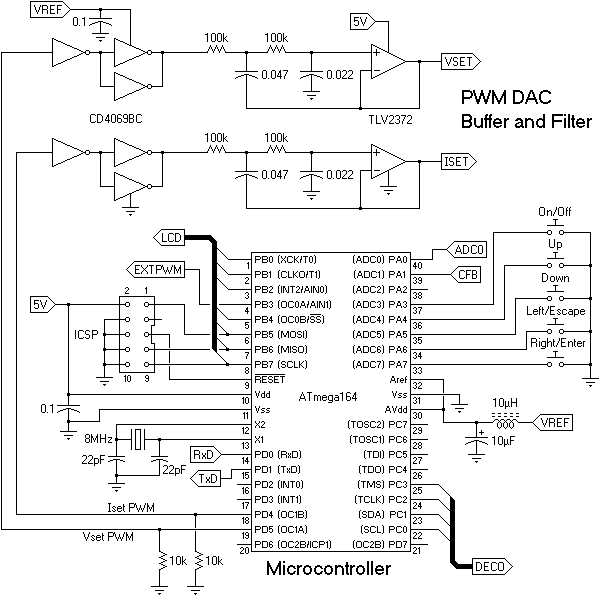 VREF
0.1
5V
100k 100k
VSET
0.047 0.022
CD4069BC
TLV2372
PWM DAC
Buffer and Filter
100k 100k
ISET
0.047 0.022
LCD
EXTPWM
5V
2 1
ICSP
10 9
0.1
8MHz
22pF
22pF
RxD
TxD
Iset PWM
Vset PWM
10k 10k
PB0 (XCK/T0)
1
PB1 (CLKO/T1)
2
PB2 (INT2/AIN0)
3
PB3 (OC0A/AIN1)
4
PB4 (OC0B/SS)
5
PB5 (MOSI)
6
PB6 (MISO)
7
PB7 (SCLK)
8
RESET
9
Vdd
10
Vss
11
X2
12
X1
13
PD0 (RxD)
14
PD1 (TxD)
15
PD2 (INT0)
16
PD3 (INT1)
17
PD4 (OC1B)
18
PD5 (OC1A)
19
PD6 (OC2B/ICP1)
20
ATmega164
(ADC0) PA0
40
(ADC1) PA1
39
(ADC2) PA2
38
(ADC3) PA3
37
(ADC4) PA4
36
(ADC5) PA5
35
(ADC6) PA6
34
(ADC7) PA7
33
Aref
32
Vss
31
AVdd
30
(TOSC2) PC7
29
(TOSC1) PC6
28
(TDI) PC5
27
(TDO) PC4
26
(TMS) PC3
25
(TCLK) PC2
24
(SDA) PC1
23
(SCL) PC0
22
(OC2B) PD7
21
ADC0
CFB
On/Off
Up
Down
Left/Escape
Right/Enter
10µH
VREF
+
10µF
DECO
Microcontroller